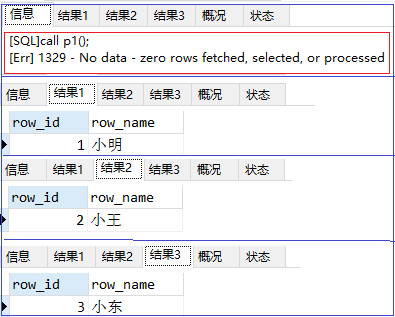 信息 结果1 结果2 结果3 概况 状态
[SQL]call p1();
[Err] 1329 - No data - zero rows fetched, selected, or processed
信息 结果1 结果2 结果3 概况 状态
row_id row_name
1 小明
信息 结果1 结果2 结果3 概况 状态
row_id row_name
2 小王
信息 结果1 结果2 结果3 概况 状态
row_id row_name
3 小东